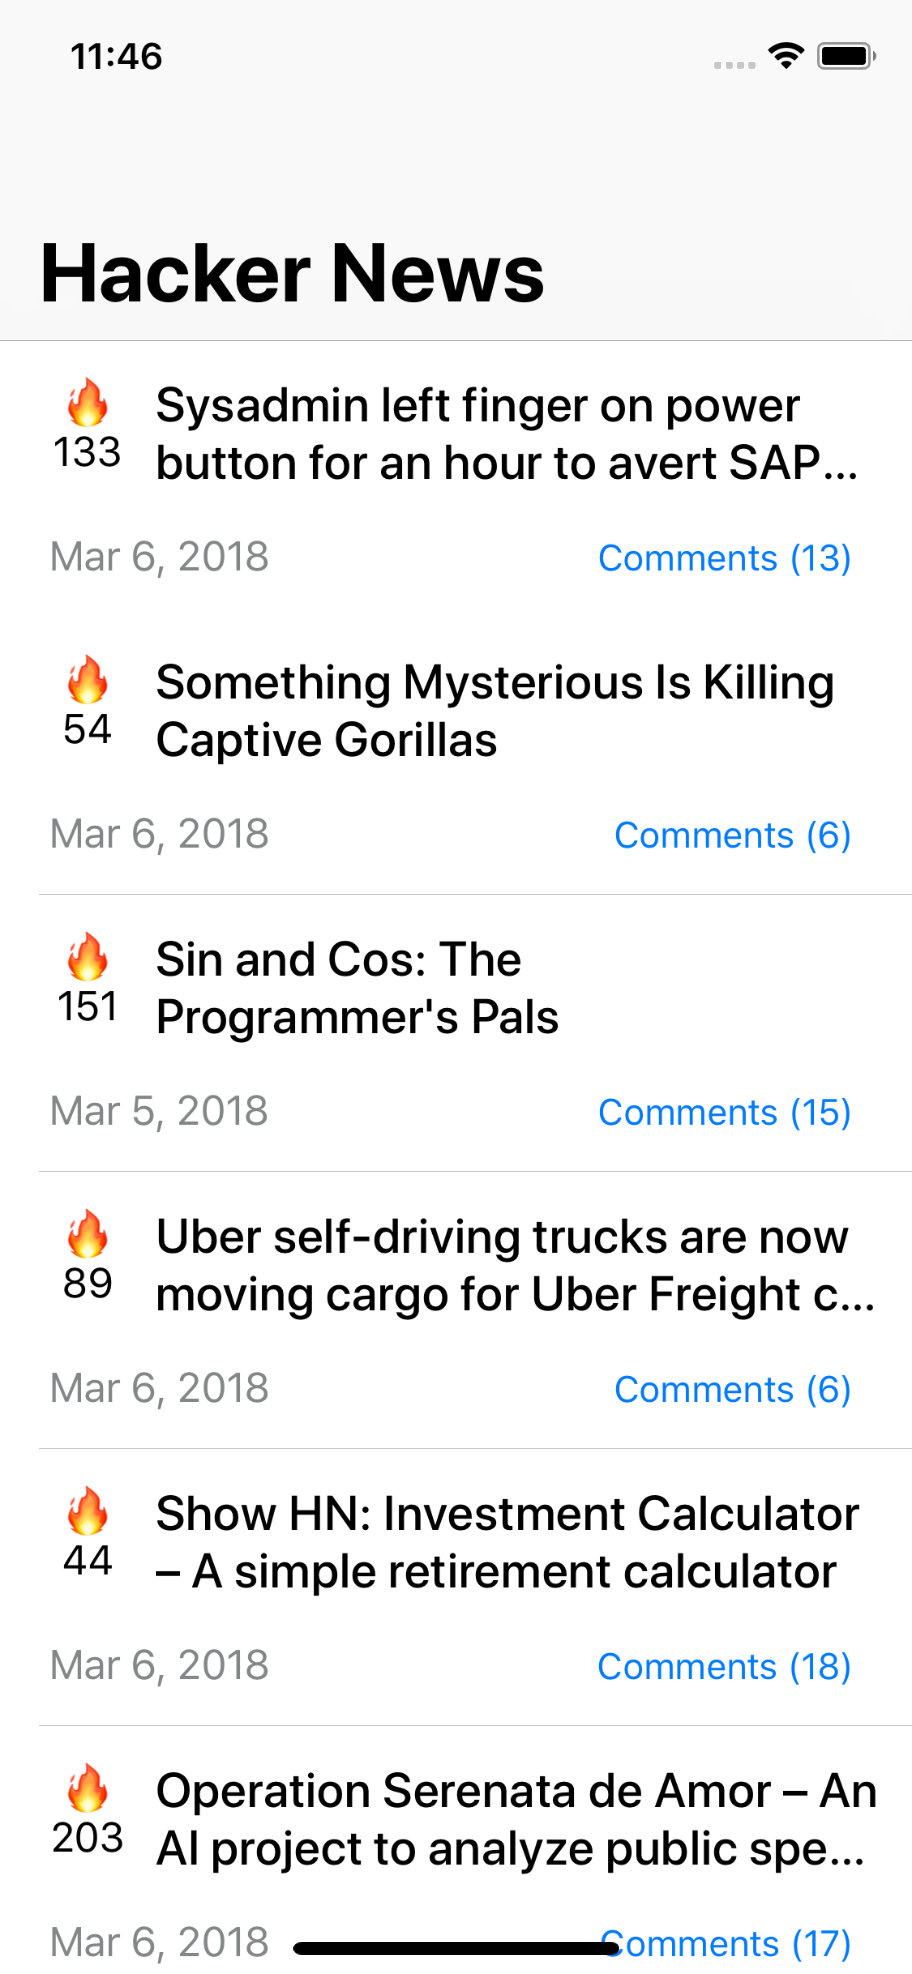 11:46
Hacker News
133
Sysadmin left finger on power
button for an hour to avert SAP...
Mar 6, 2018
Comments (13)
54
Something Mysterious Is Killing
Captive Gorillas
Mar 6, 2018
Comments (6)
151
Sin and Cos: The
Programmer's Pals
Mar 5, 2018
Comments (15)
89
Uber self-driving trucks are now
moving cargo for Uber Freight c...
Mar 6, 2018
Comments (6)
44
Show HN: Investment Calculator
– A simple retirement calculator
Mar 6, 2018
Comments (18)
203
Operation Serenata de Amor – An
AI project to analyze public spe...
Mar 6, 2018
Comments (17)